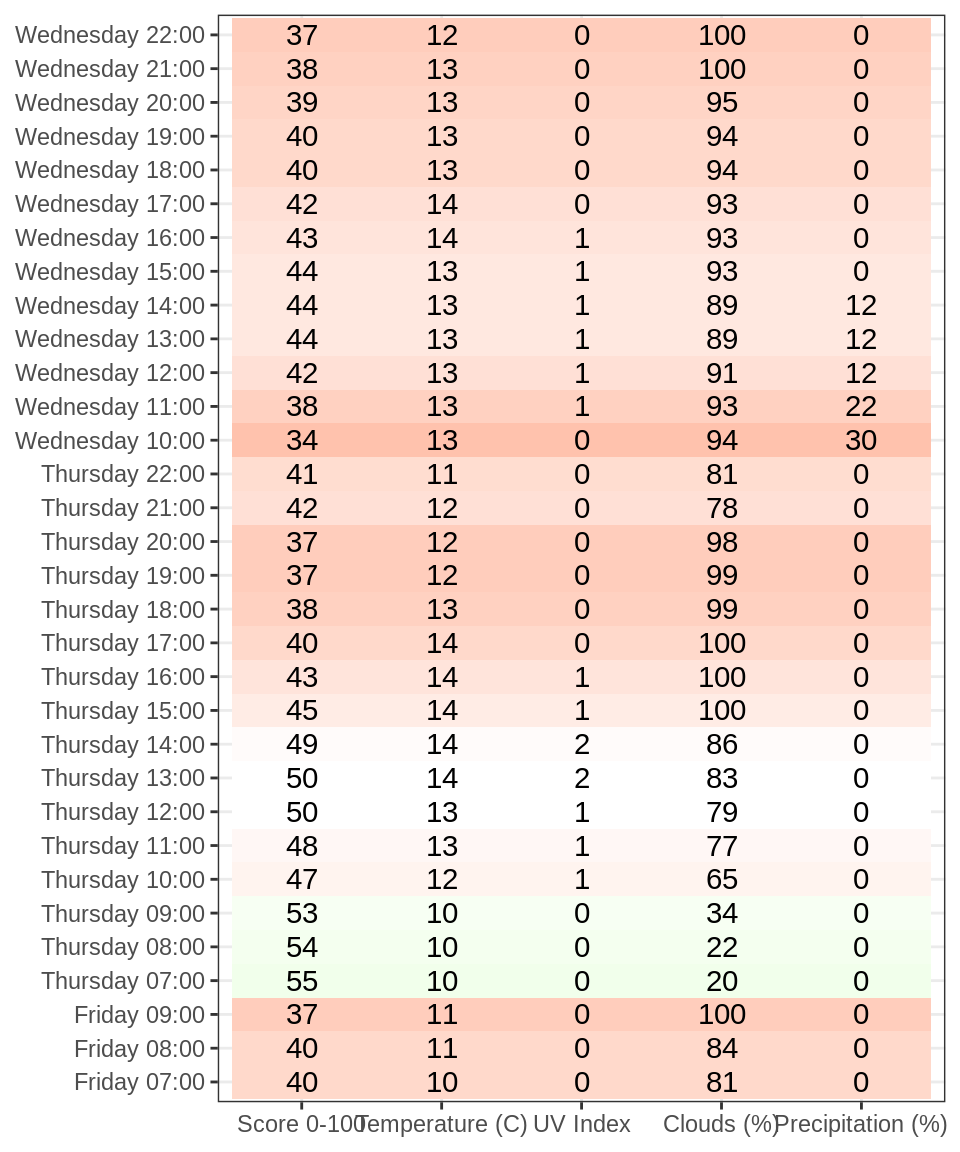 Wednesday 22:00 37 12 0 100 0
Wednesday 21:00 38 13 0 100 0
Wednesday 20:00 39 13 0 95 0
Wednesday 19:00 40 13 0 94 0
Wednesday 18:00 40 13 0 94 0
Wednesday 17:00 42 14 0 93 0
Wednesday 16:00 43 14 1 93 0
Wednesday 15:00 44 13 1 93 0
Wednesday 14:00 44 13 1 89 12
Wednesday 13:00 44 13 1 89 12
Wednesday 12:00 42 13 1 91 12
Wednesday 11:00 38 13 1 93 22
Wednesday 10:00 34 13 0 94 30
Thursday 22:00 41 11 0 81 0
Thursday 21:00 42 12 0 78 0
Thursday 20:00 37 12 0 98 0
Thursday 19:00 37 12 0 99 0
Thursday 18:00 38 13 0 99 0
Thursday 17:00 40 14 0 100 0
Thursday 16:00 43 14 1 100 0
Thursday 15:00 45 14 1 100 0
Thursday 14:00 49 14 2 86 0
Thursday 13:00 50 14 2 83 0
Thursday 12:00 50 13 1 79 0
Thursday 11:00 48 13 1 77 0
Thursday 10:00 47 12 1 65 0
Thursday 09:00 53 10 0 34 0
Thursday 08:00 54 10 0 22 0
Thursday 07:00 55 10 0 20 0
Friday 09:00 37 11 0 100 0
Friday 08:00 40 11 0 84 0
Friday 07:00 40 10 0 81 0
Score 0-100 Temperature (C) UV Index Clouds (%) Precipitation (%)